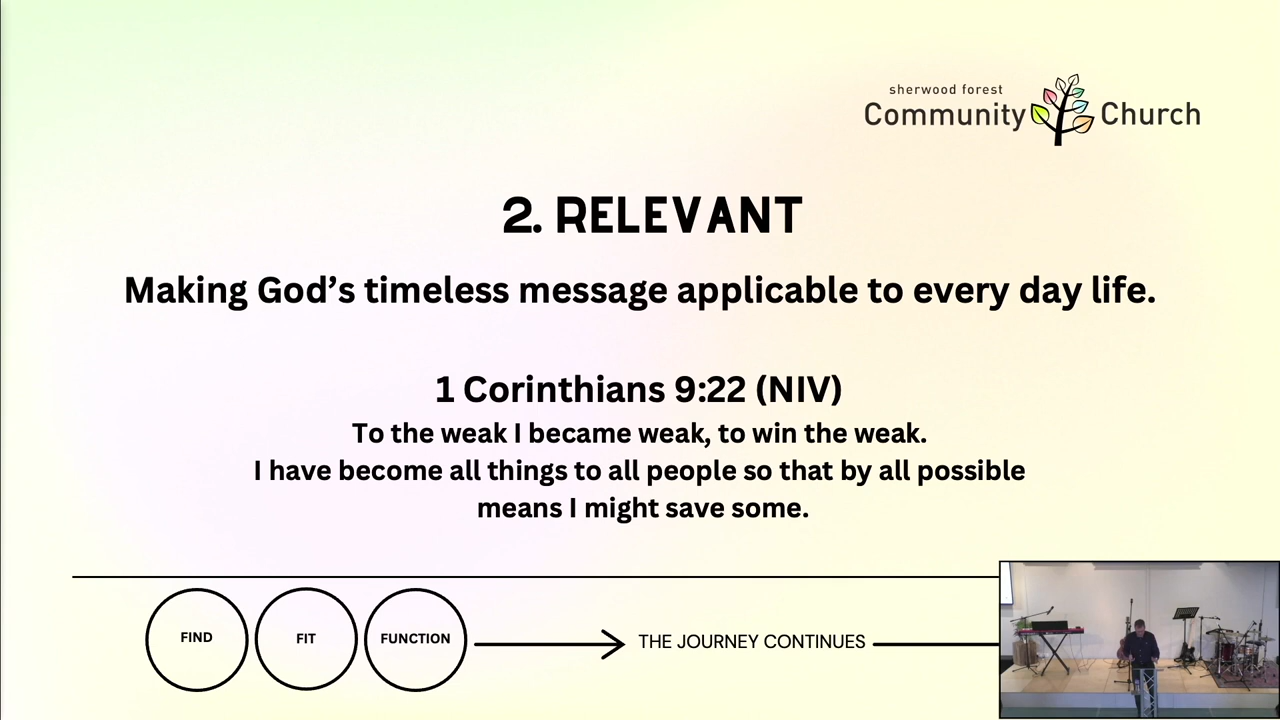 sherwood forest
Community Church
2. RELEVANT
Making God’s timeless message applicable to every day life.
1 Corinthians 9:22 (NIV)
To the weak I became weak, to win the weak.
I have become all things to all people so that by all possible
means I might save some.
FIND FIT FUNCTION THE JOURNEY CONTINUES